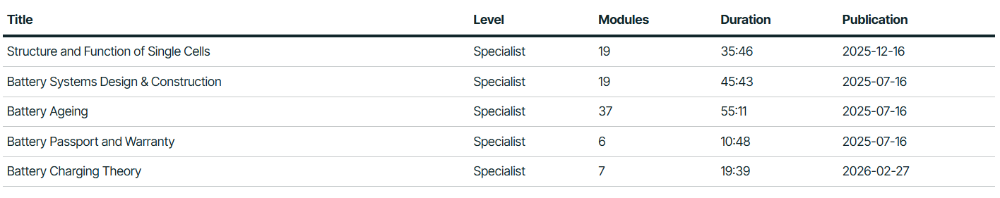 Title Level Modules Duration Publication
Structure and Function of Single Cells Specialist 19 35:46 2025-12-16
Battery Systems Design & Construction Specialist 19 45:43 2025-07-16
Battery Ageing Specialist 37 55:11 2025-07-16
Battery Passport and Warranty Specialist 6 10:48 2025-07-16
Battery Charging Theory Specialist 7 19:39 2026-02-27